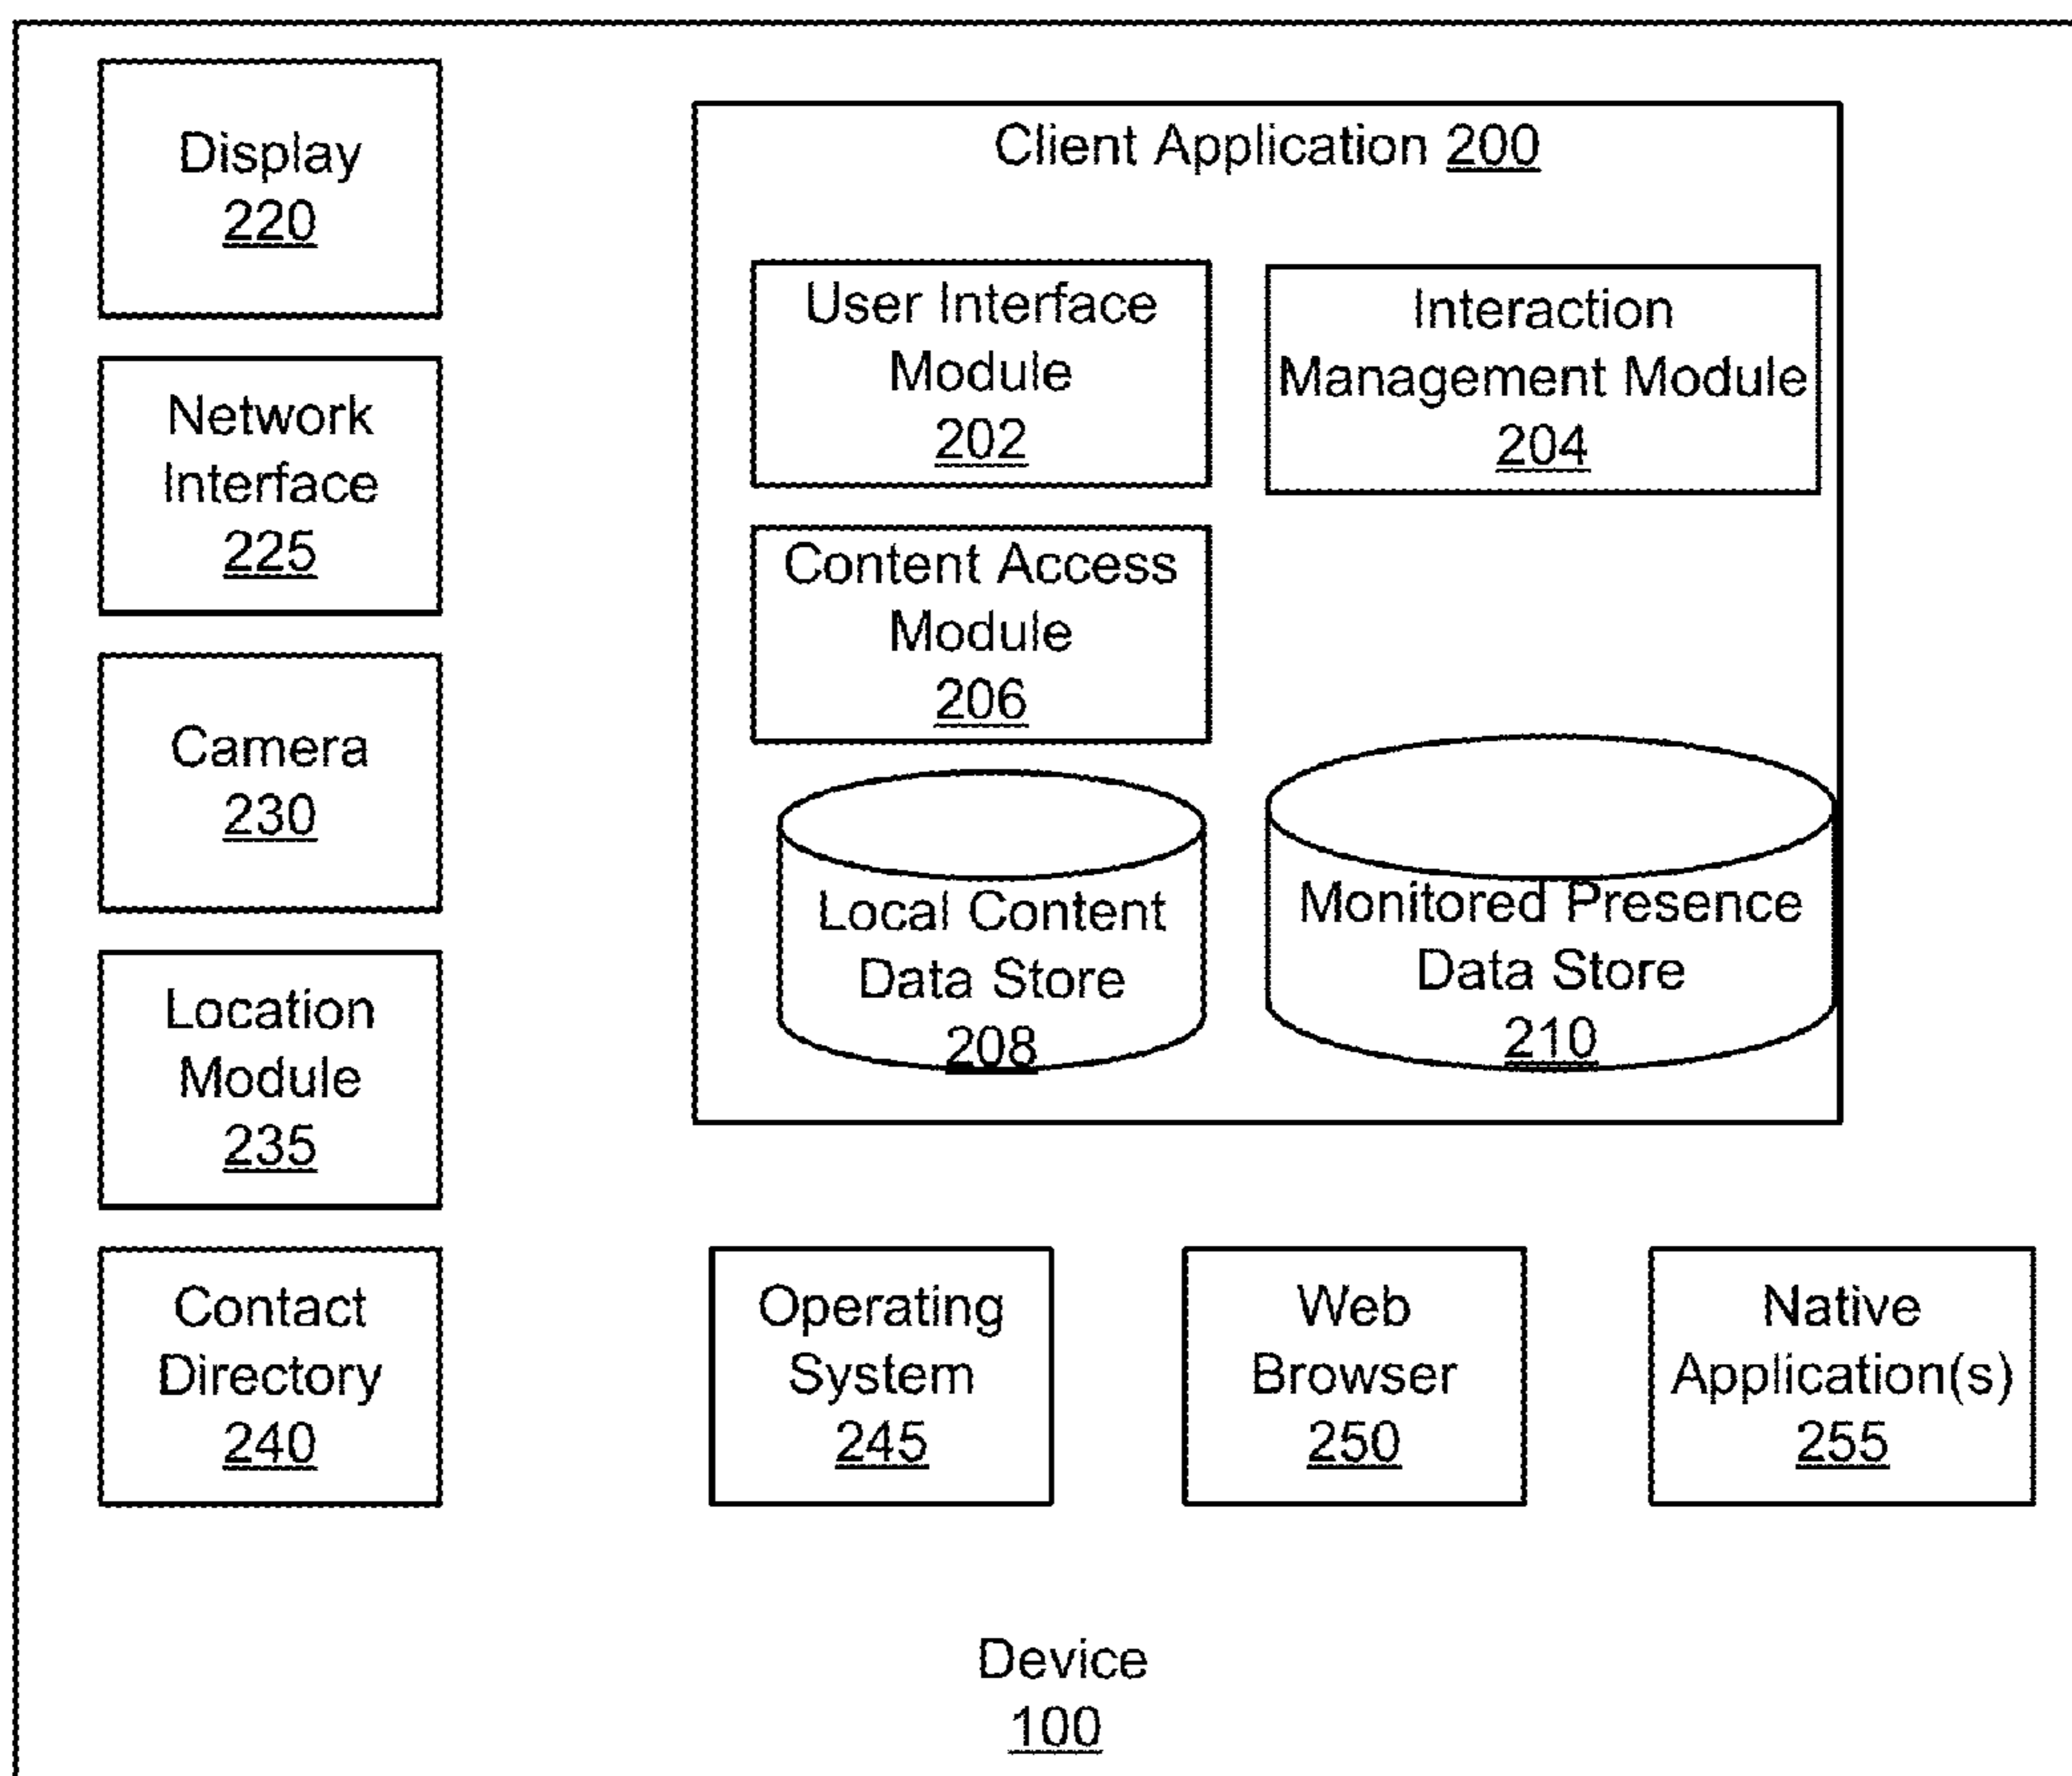 Display
220
Network
Interface
225
Camera
230
Location
Module
235
Contact
Directory
240
Client Application 200
User Interface
Module
202
Interaction
Management Module
204
Content Access
Module
206
Local Content
Data Store
208
Monitored Presence
Data Store
210
Operating
System
245
Web
Browser
250
Native
Application(s)
255
Device
100